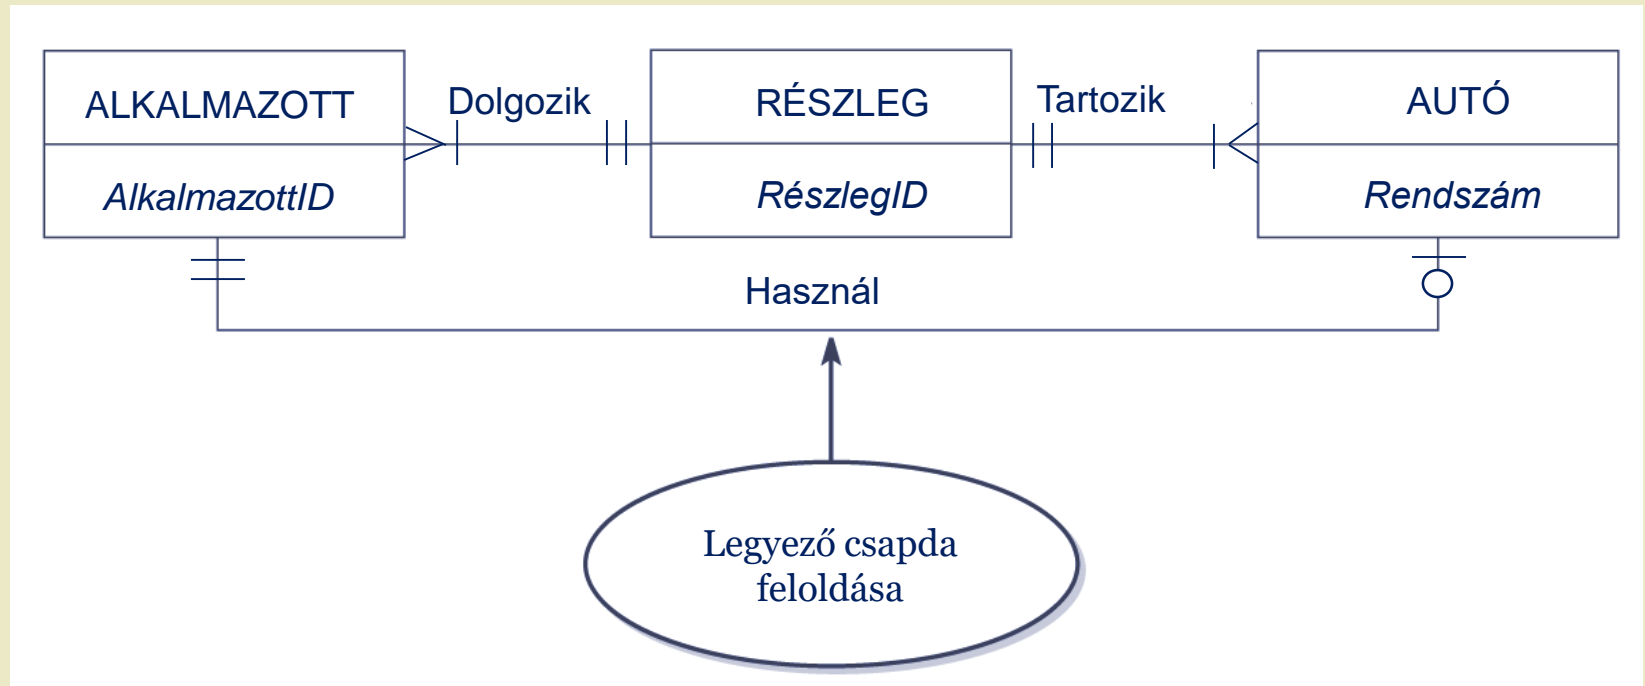 ALKALMAZOTT
Dolgozik
RÉSZLEG
Tartozik
AUTÓ
AlkalmazottID
RészlegID
Rendszám
Használ
Legyező csapda
feloldása